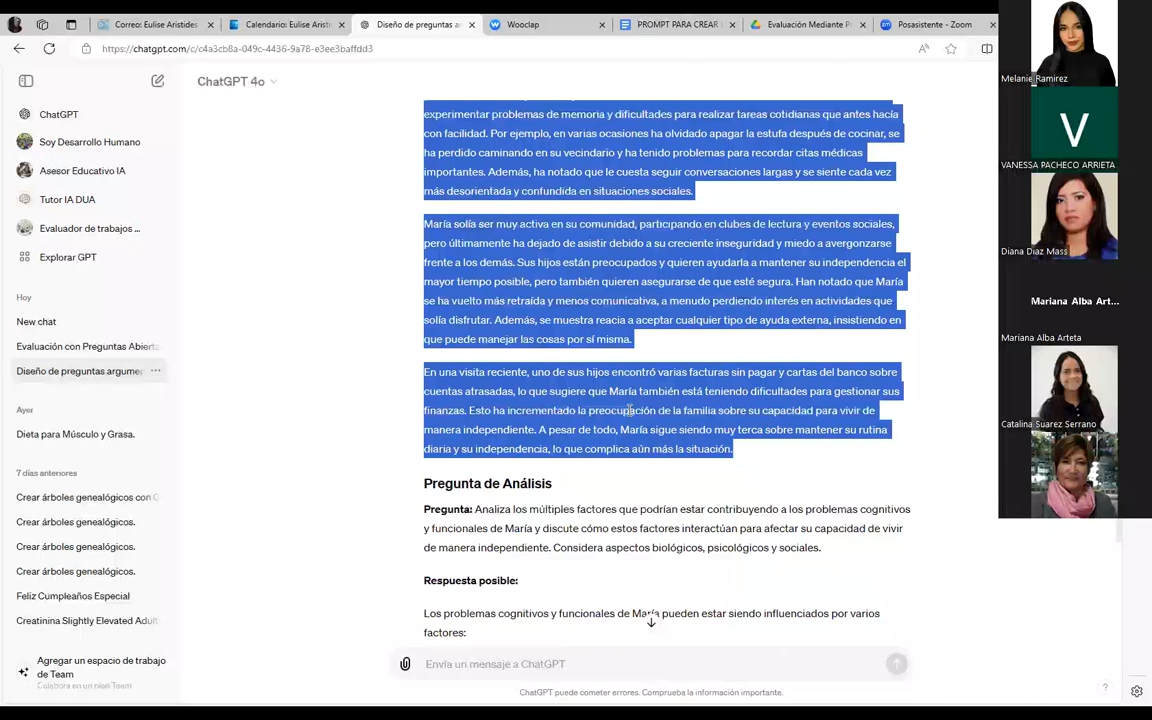 Correo: Eulise Aristides
Calendario: Eulise Aristi
Diseño de preguntas a
Wooclap
PROMPT PARA CREAR
Evaluación Mediante P
Posasistente - Zoom
https://chatgpt.com/c/c4a3cb8a-049c-4436-9a78-e3ee3baffdd3
ChatGPT 4o
ChatGPT
Soy Desarrollo Humano
Asesor Educativo IA
Tutor IA DUA
Evaluador de trabajos ...
Explorar GPT
Hoy
New chat
Evaluación con Preguntas Abierta
Diseño de preguntas argume
Ayer
Dieta para Músculo y Grasa.
7 días anteriores
Crear árboles genealógicos con G
Crear árboles genealógicos.
Crear árboles genealógicos.
Crear árboles genealógicos.
Feliz Cumpleaños Especial
Creatinina Slightly Elevated Adult
Agregar un espacio de trabajo
de Team
Colabora en un plan Team
experimentar problemas de memoria y dificultades para realizar tareas cotidianas que antes hacía
con facilidad. Por ejemplo, en varias ocasiones ha olvidado apagar la estufa después de cocinar, se
ha perdido caminando en su vecindario y ha tenido problemas para recordar citas médicas
importantes. Además, ha notado que le cuesta seguir conversaciones largas y se siente cada vez
más desorientada y confundida en situaciones sociales.
María solía ser muy activa en su comunidad, participando en clubes de lectura y eventos sociales,
pero últimamente ha dejado de asistir debido a su creciente inseguridad y miedo a avergonzarse
frente a los demás. Sus hijos están preocupados y quieren ayudarla a mantener su independencia el
mayor tiempo posible, pero también quieren asegurarse de que esté segura. Han notado que María
se ha vuelto más retraída y menos comunicativa, a menudo perdiendo interés en actividades que
solía disfrutar. Además, se muestra reacia a aceptar cualquier tipo de ayuda externa, insistiendo en
que puede manejar las cosas por sí misma.
En una visita reciente, uno de sus hijos encontró varias facturas sin pagar y cartas del banco sobre
cuentas atrasadas, lo que sugiere que María también está teniendo dificultades para gestionar sus
finanzas. Esto ha incrementado la preocupación de la familia sobre su capacidad para vivir de
manera independiente. A pesar de todo, María sigue siendo muy terca sobre mantener su rutina
diaria y su independencia, lo que complica aún más la situación.
Pregunta de Análisis
Pregunta: Analiza los múltiples factores que podrían estar contribuyendo a los problemas cognitivos
y funcionales de María y discute cómo estos factores interactúan para afectar su capacidad de vivir
de manera independiente. Considera aspectos biológicos, psicológicos y sociales.
Respuesta posible:
Los problemas cognitivos y funcionales de María pueden estar siendo influenciados por varios
factores:
Envía un mensaje a ChatGPT
ChatGPT puede cometer errores. Comprueba la información importante.
?
Melanie Ramirez
V
VANESSA PACHECO ARRIETA
Diana Diaz Mass
Mariana Alba Art...
Mariana Alba Arteta
Catalina Suarez Serrano